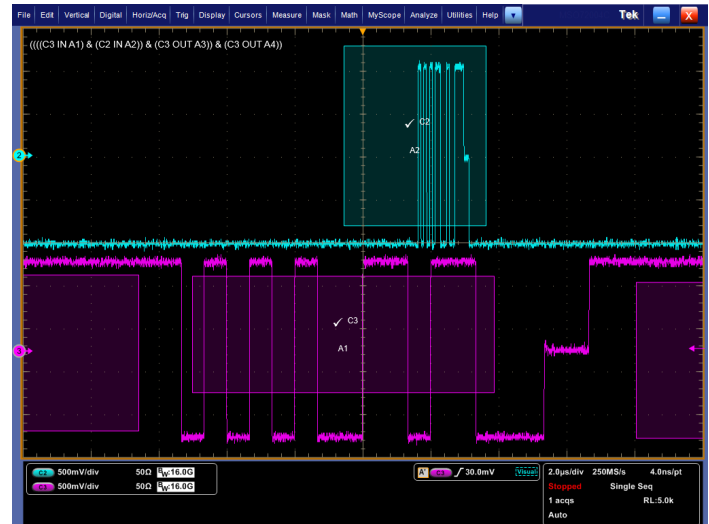 File Edit Vertical Digital Horiz/Acq Trig Display Cursors Measure Mask Math MyScope Analyze Utilities Help Tek X
((((C3 IN A1) & (C2 IN A2)) & (C3 OUT A3)) & (C3 OUT A4))
C2
A2
2
C3
A1
3
C2 500mV/div 50Ω BW:16.0G
C3 500mV/div 50Ω BW:16.0G
A' C3 30.0mV Visual
2.0µs/div 250MS/s 4.0ns/pt
Stopped Single Seq
1 acqs RL:5.0k
Auto